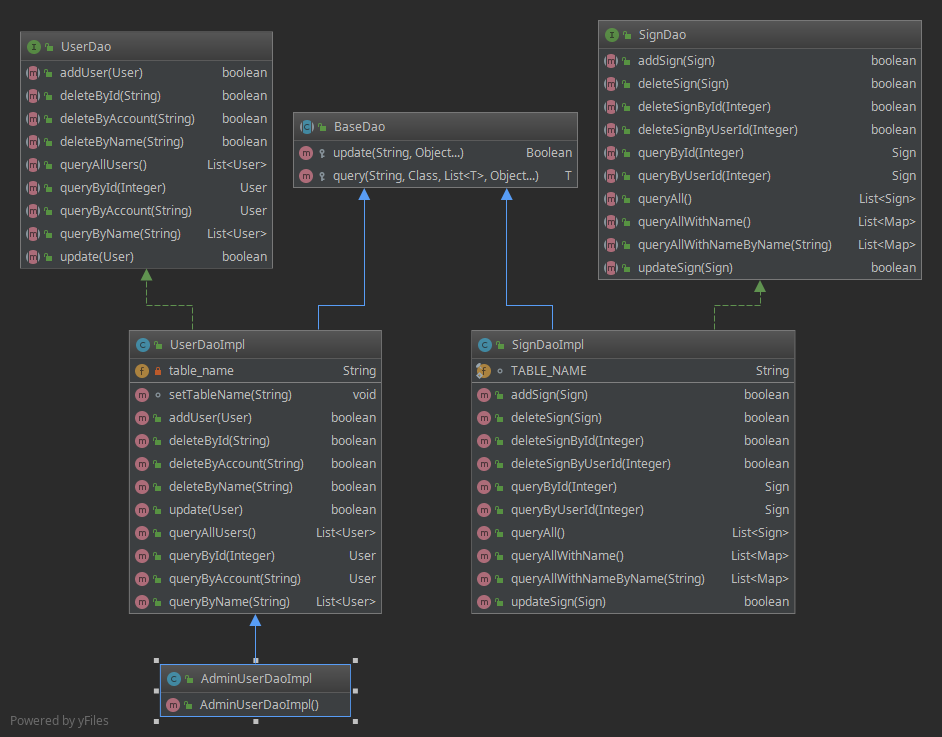 UserDao
addUser(User) boolean
deleteById(String) boolean
deleteByAccount(String) boolean
deleteByName(String) boolean
queryAllUsers() List<User>
queryById(Integer) User
queryByAccount(String) User
queryByName(String) List<User>
update(User) boolean
BaseDao
update(String, Object...) Boolean
query(String, Class, List<T>, Object...) T
SignDao
addSign(Sign) boolean
deleteSign(Sign) boolean
deleteSignById(Integer) boolean
deleteSignByUserId(Integer) boolean
queryById(Integer) Sign
queryByUserId(Integer) Sign
queryAll() List<Sign>
queryAllWithName() List<Map>
queryAllWithNameByName(String) List<Map>
updateSign(Sign) boolean
UserDaoImpl
table_name String
setTableName(String) void
addUser(User) boolean
deleteById(String) boolean
deleteByAccount(String) boolean
deleteByName(String) boolean
update(User) boolean
queryAllUsers() List<User>
queryById(Integer) User
queryByAccount(String) User
queryByName(String) List<User>
SignDaoImpl
TABLE_NAME String
addSign(Sign) boolean
deleteSign(Sign) boolean
deleteSignById(Integer) boolean
deleteSignByUserId(Integer) boolean
queryById(Integer) Sign
queryByUserId(Integer) Sign
queryAll() List<Sign>
queryAllWithName() List<Map>
queryAllWithNameByName(String) List<Map>
updateSign(Sign) boolean
AdminUserDaoImpl
AdminUserDaoImpl()
Powered by yFiles